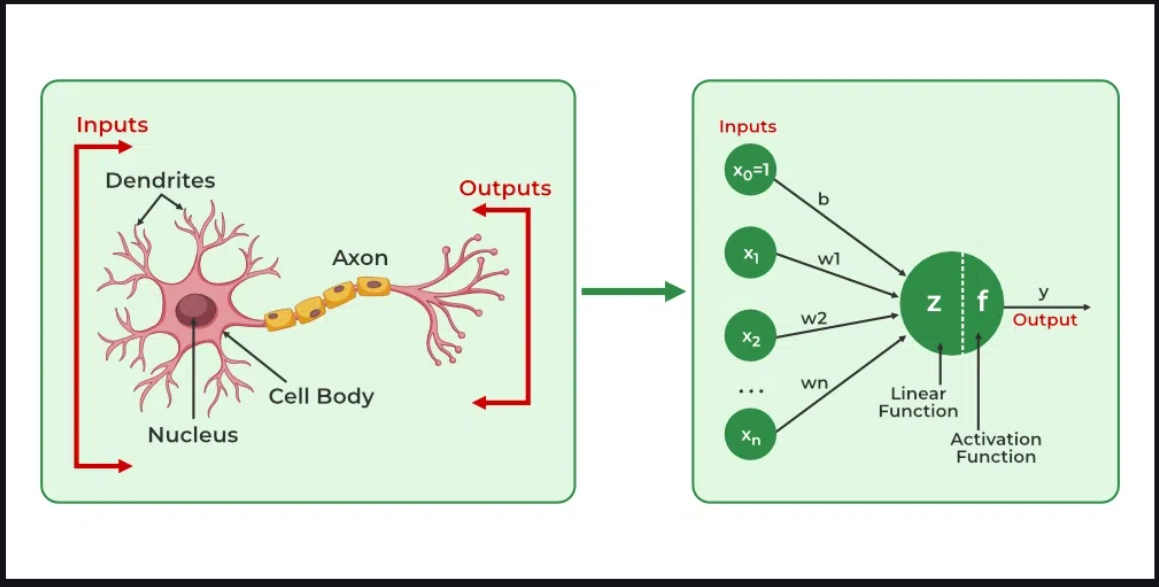 Inputs
Dendrites
Outputs
Axon
Cell Body
Nucleus
Inputs
x₀=1
b
x₁
w1
x₂
w2
...
wn
xₙ
z
f
y
Output
Linear
Function
Activation
Function